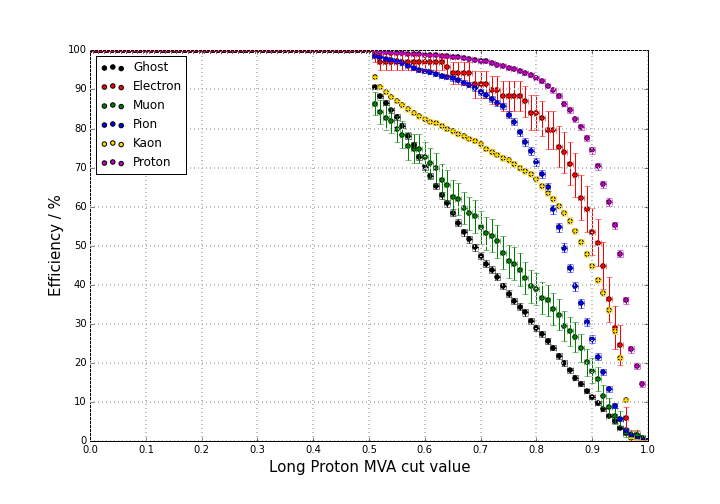 100
90
80
70
60
50
40
30
20
10
0
Efficiency / %
Ghost
Electron
Muon
Pion
Kaon
Proton
0.0 0.1 0.2 0.3 0.4 0.5 0.6 0.7 0.8 0.9 1.0
Long Proton MVA cut value